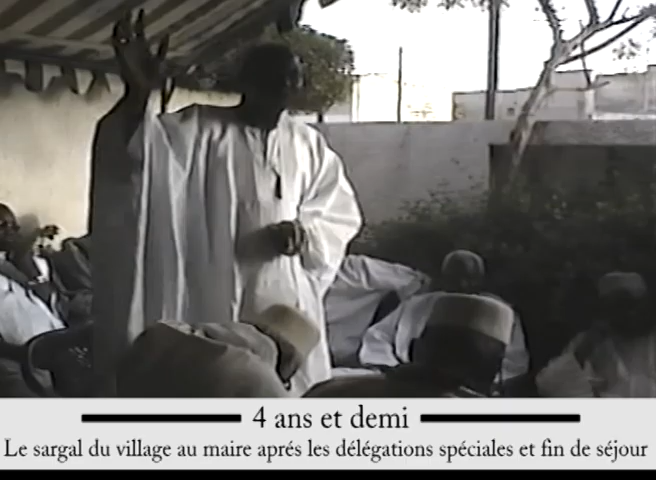 4 ans et demi
Le sargal du village au maire aprés les délégations spéciales et fin de séjour